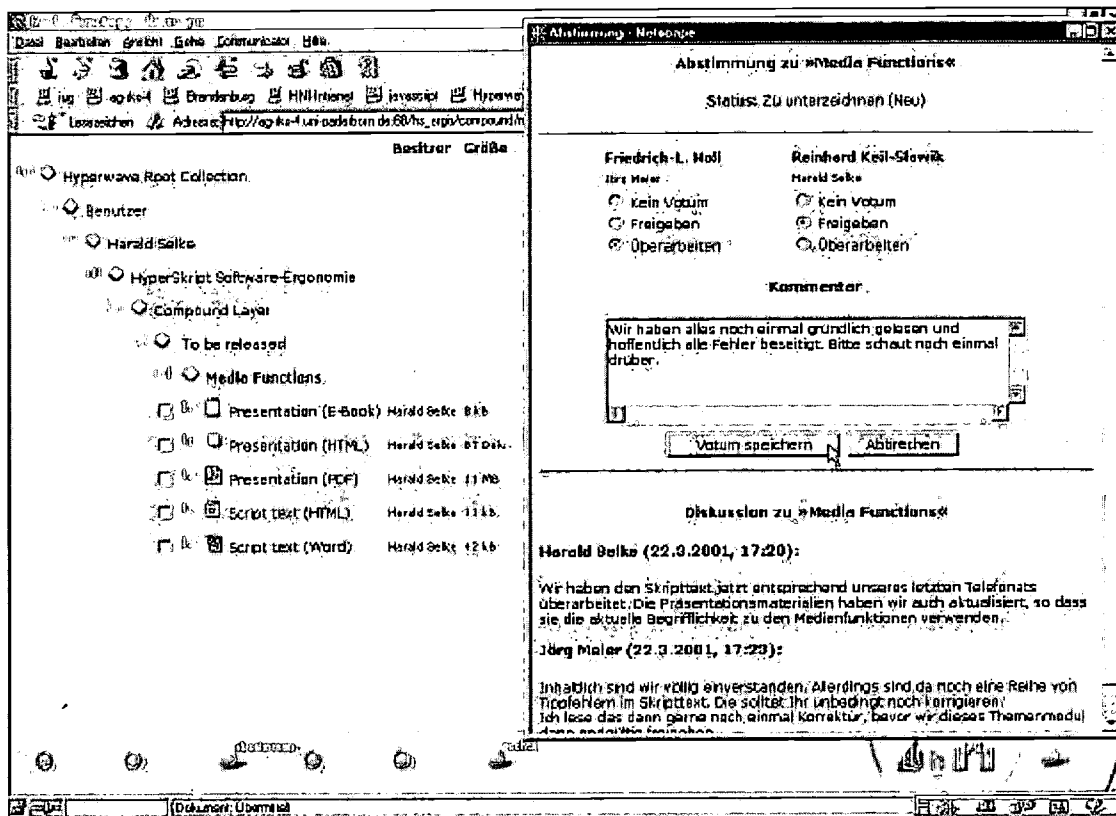 Datei Bearbeiten Ansicht Gehe Communicator Hilfe
Brandenburg HNI Intranet javascript
Lesezeichen Adresse
Besitzer Größe
Hyperwave Root Collection
Benutzer
Harald Selke
HyperSkript Software-Ergonomie
Compound Layer
To be released
Media Functions
Presentation (E-Book) Harald Selke
Presentation (HTML) Harald Selke
Presentation (PDF) Harald Selke
Script text (HTML) Harald Selke
Script text (Word) Harald Selke
Dokument: Übermittelt
Abstimmung - Netscape
Abstimmung zu »Media Functions«
Status: Zu unterzeichnen (Neu)
Friedrich-L. Holl Reinhard Keil-Slawik
Jörg Meier Harald Selke
Kein Votum Kein Votum
Freigeben Freigeben
Überarbeiten Überarbeiten
Kommentar
Wir haben alles noch einmal gründlich gelesen und
hoffentlich alle Fehler beseitigt. Bitte schaut noch einmal
drüber.
Votum speichern Abbrechen
Diskussion zu »Media Functions«
Harald Selke (22.3.2001, 17:20):
Wir haben den Skripttext jetzt entsprechend unseres letzten Telefonats
überarbeitet. Die Präsentationsmaterialien haben wir auch aktualisiert, so dass
sie die aktuelle Begrifflichkeit zu den Medienfunktionen verwenden.
Jörg Meier (22.3.2001, 17:23):
Inhaltlich sind wir völlig einverstanden. Allerdings sind da noch eine Reihe von
Tippfehlern im Skripttext. Die solltet Ihr unbedingt noch korrigieren.
Ich lese das dann gerne noch einmal Korrektur, bevor wir dieses Themenmodul
dann endgültig freigeben.